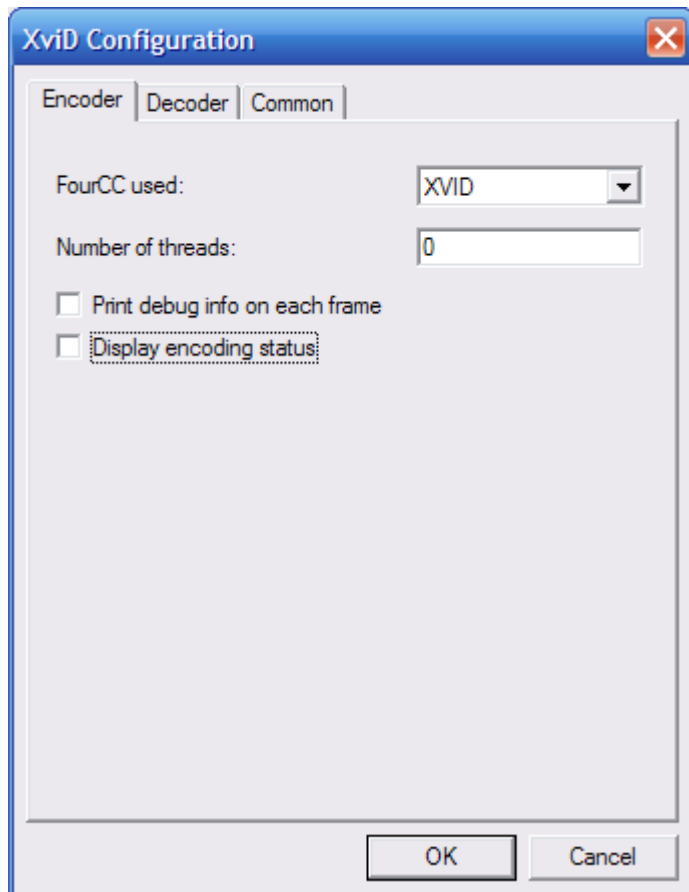 XviD Configuration
Encoder Decoder Common
FourCC used: XVID
Number of threads: 0
Print debug info on each frame
Display encoding status
OK Cancel